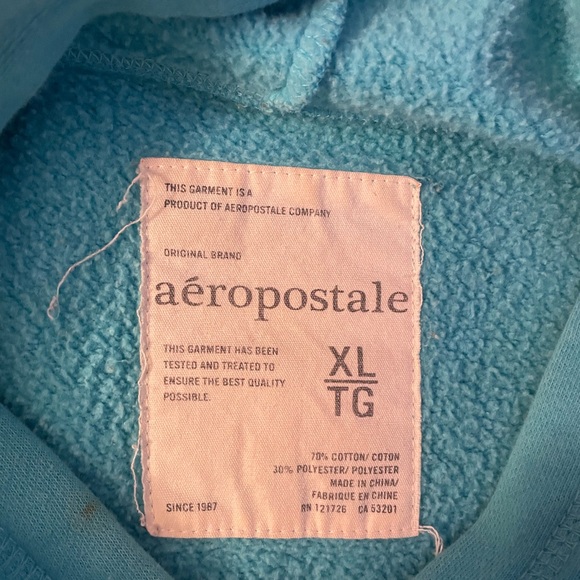 THIS GARMENT IS A
PRODUCT OF AEROPOSTALE COMPANY
ORIGINAL BRAND
aéropostale
THIS GARMENT HAS BEEN
TESTED AND TREATED TO
ENSURE THE BEST QUALITY
POSSIBLE.
XL
TG
70% COTTON/ COTON
30% POLYESTER/ POLYESTER
MADE IN CHINA/
FABRIQUE EN CHINE
SINCE 1987
RN 121726 CA 53201